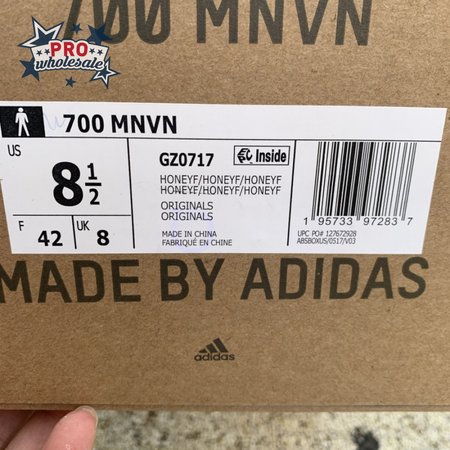 700 MNVN
PRO
wholesale
700 MNVN
US
8 1/2
F
42
UK
8
GZ0717
Inside
HONEYF/HONEYF/HONEYF
HONEYF/HONEYF/HONEYF
ORIGINALS
ORIGINALS
MADE IN CHINA
FABRIQUÉ EN CHINE
1 95733 97283 7
UPC PO# 127672928
ABSBOXUS/0517/V03
MADE BY ADIDAS
adidas